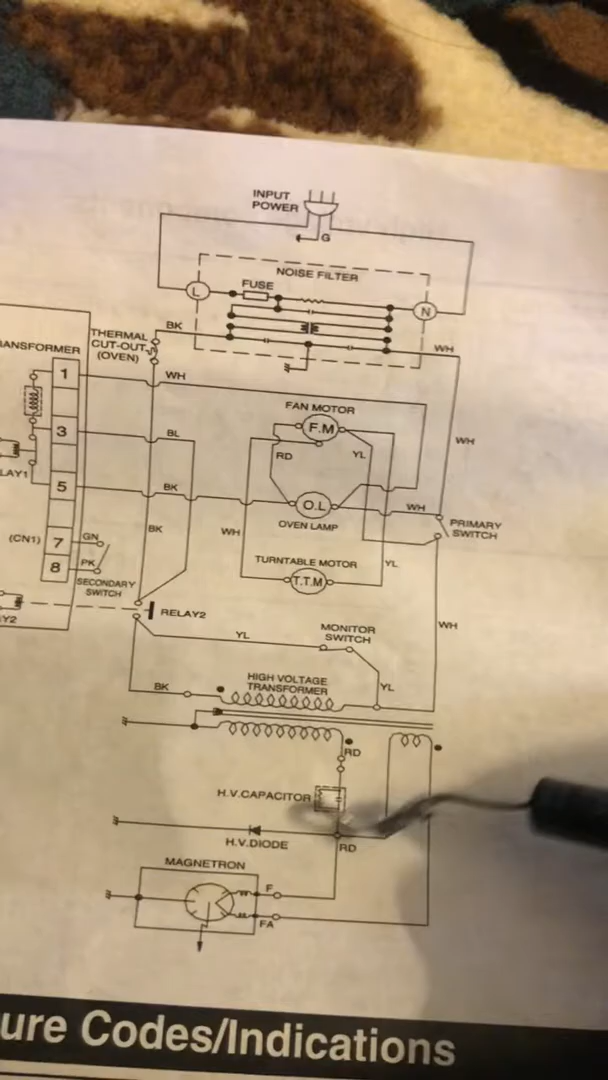 INPUT
POWER
G
NOISE FILTER
L
FUSE
N
BK
THERMAL
CUT-OUT
(OVEN)
WH
ANSFORMER
1
WH
FAN MOTOR
F.M
WH
3
BL
RD
YL
LAY1
5
BK
O.L
WH
OVEN LAMP
PRIMARY
SWITCH
(CN1)
7
GN
BK
WH
8
PK
SECONDARY
SWITCH
TURNTABLE MOTOR
T.T.M
YL
Y2
RELAY2
YL
MONITOR
SWITCH
WH
HIGH VOLTAGE
TRANSFORMER
BK
YL
RD
H.V.CAPACITOR
H.V.DIODE
RD
MAGNETRON
F
FA
ure Codes/Indications